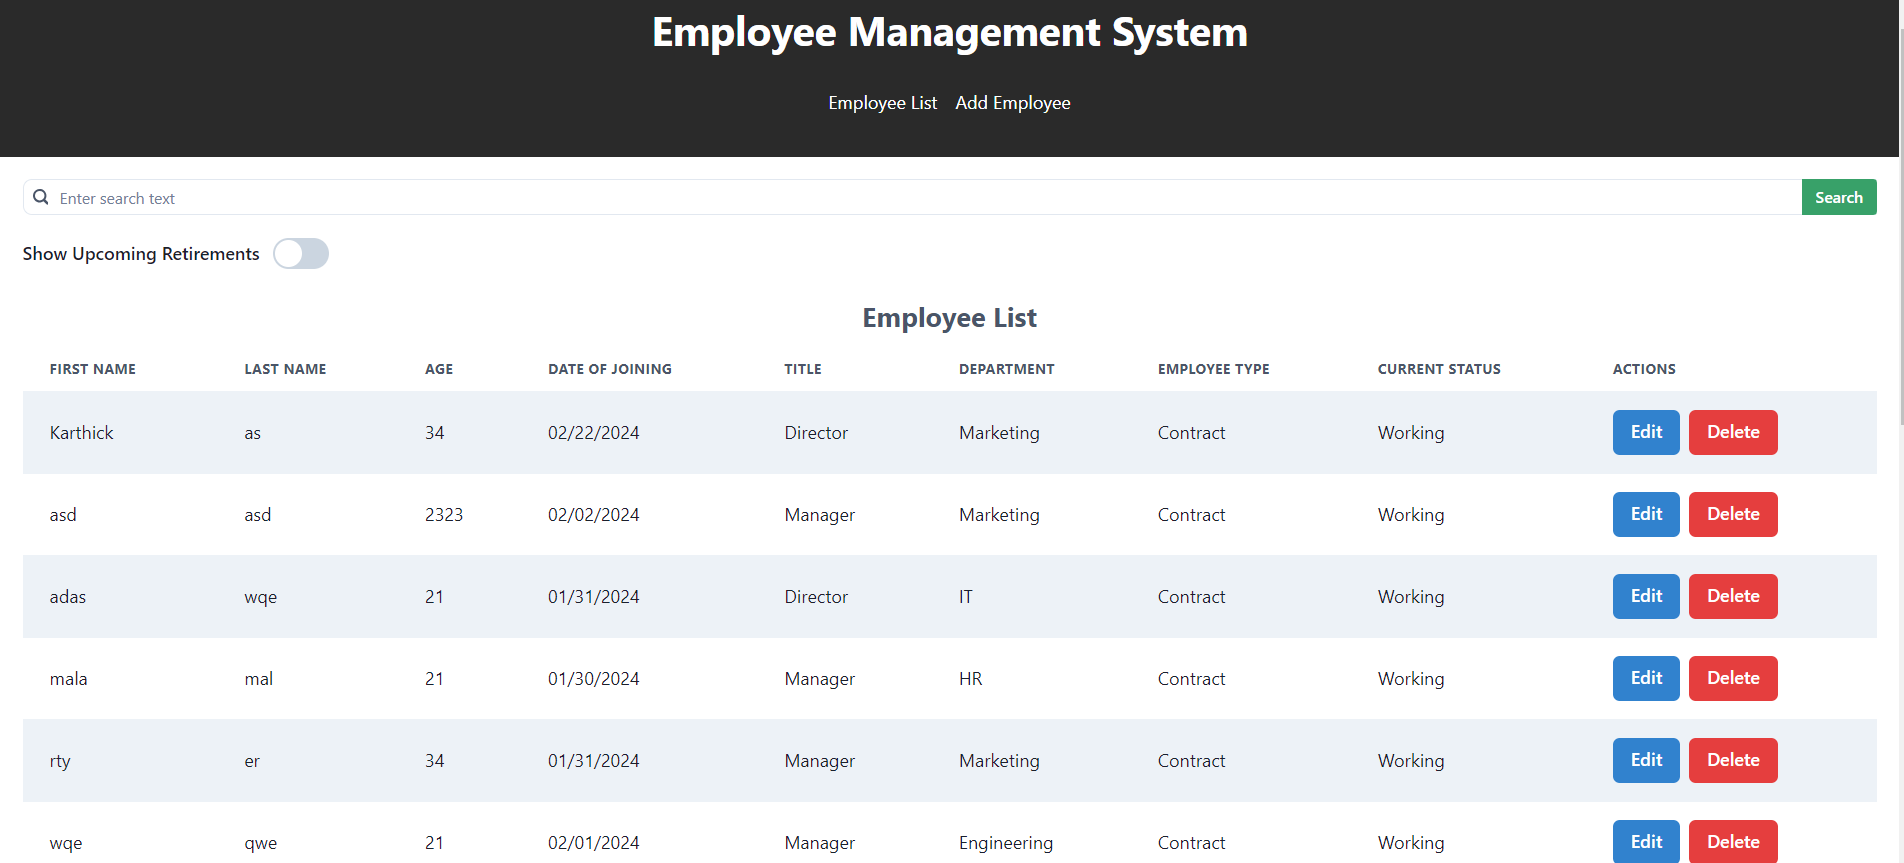 Employee Management System
Employee List Add Employee
Enter search text Search
Show Upcoming Retirements
Employee List
FIRST NAME LAST NAME AGE DATE OF JOINING TITLE DEPARTMENT EMPLOYEE TYPE CURRENT STATUS ACTIONS
Karthick as 34 02/22/2024 Director Marketing Contract Working Edit Delete
asd asd 2323 02/02/2024 Manager Marketing Contract Working Edit Delete
adas wqe 21 01/31/2024 Director IT Contract Working Edit Delete
mala mal 21 01/30/2024 Manager HR Contract Working Edit Delete
rty er 34 01/31/2024 Manager Marketing Contract Working Edit Delete
wqe qwe 21 02/01/2024 Manager Engineering Contract Working Edit Delete